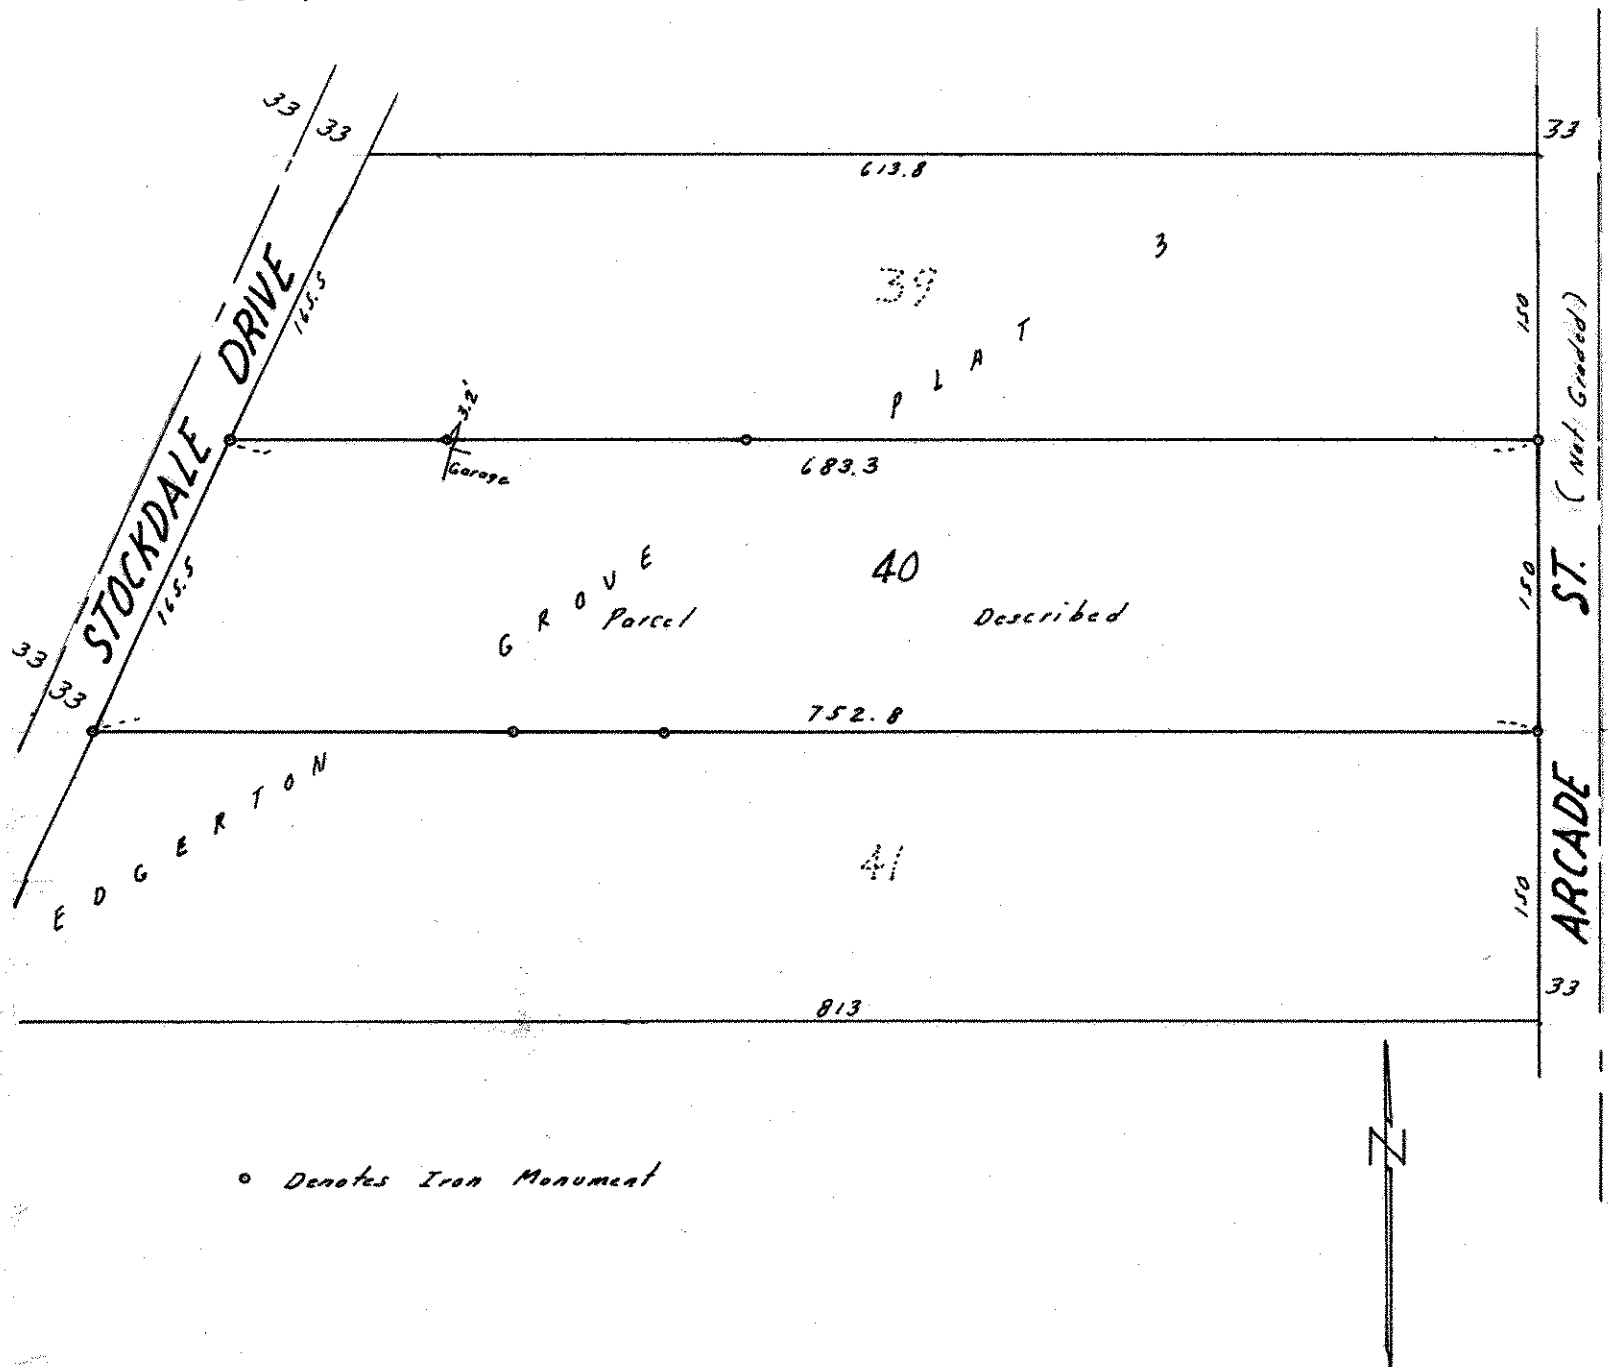 33
33
33
613.8
3
39
165.5
STOCKDALE DRIVE
150
PLAT
3.2'
Garage
683.3
ARCADE ST. (Not Graded)
40
150
GROVE
165.5
Parcel Described
33
33
752.8
EDGERTON
41
150
33
813
N
Denotes Iron Monument